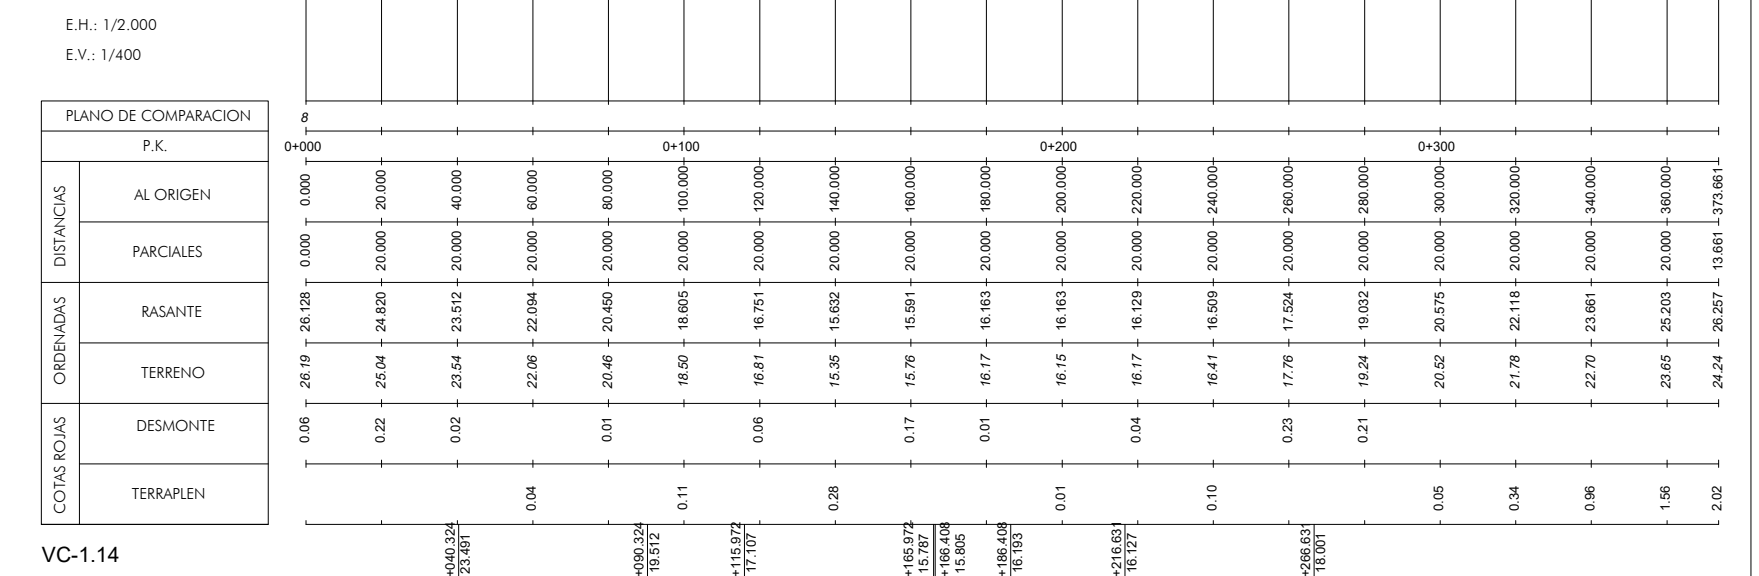 E.H.: 1/2.000
E.V.: 1/400
PLANO DE COMPARACION 8
P.K. 0+000 0+100 0+200 0+300
DISTANCIAS
AL ORIGEN 0.000 20.000 40.000 60.000 80.000 100.000 120.000 140.000 160.000 180.000 200.000 220.000 240.000 260.000 280.000 300.000 320.000 340.000 360.000 373.661
PARCIALES 0.000 20.000 20.000 20.000 20.000 20.000 20.000 20.000 20.000 20.000 20.000 20.000 20.000 20.000 20.000 20.000 20.000 20.000 20.000 13.661
ORDENADAS
RASANTE 26.128 24.820 23.512 22.094 20.450 18.605 16.751 15.632 15.591 16.163 16.163 16.129 16.509 17.524 19.032 20.575 22.118 23.661 25.203 26.257
TERRENO 26.19 25.04 23.54 22.06 20.46 18.50 16.81 15.35 15.76 16.17 16.15 16.17 16.41 17.76 19.24 20.52 21.78 22.70 23.65 24.24
COTAS ROJAS
DESMONTE 0.06 0.22 0.02 0.01 0.06 0.17 0.01 0.04 0.23 0.21
TERRAPLEN 0.04 0.11 0.28 0.01 0.10 0.05 0.34 0.96 1.56 2.02
VC-1.14
+040.324
23.491
+090.324
19.512
+115.972
17.107
+165.972
15.787
+166.408
15.805
+186.408
16.193
+216.631
16.127
+266.631
18.001